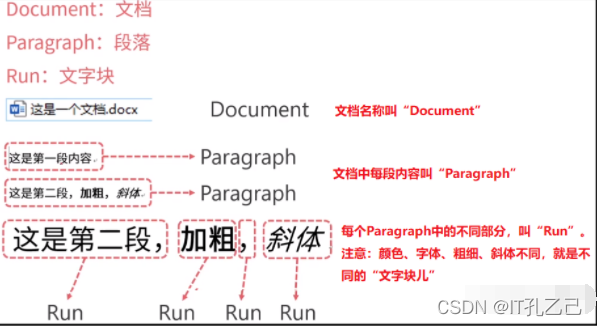 Document：文档
Paragraph：段落
Run：文字块
这是一个文档.docx
Document
文档名称叫“Document”
这是第一段内容
Paragraph
这是第二段，加粗，斜体
Paragraph
文档中每段内容叫“Paragraph”
这是第二段，加粗，斜体
每个Paragraph中的不同部分，叫“Run”。
注意：颜色、字体、粗细、斜体不同，就是不
同的“文字块儿”
Run
Run
Run
Run
CSDN @IT孔乙己